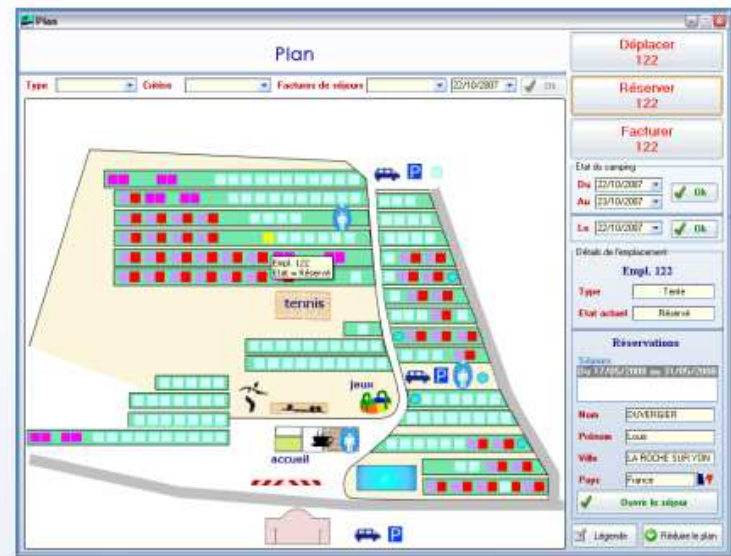 Plan
Plan
Type
Critère
Factures de séjours
22/10/2007
Ok
Déplacer
122
Réserver
122
Facturer
122
Etat du camping
Du 22/10/2007
Au 23/10/2007
Ok
Le 22/10/2007
Ok
Détails de l'emplacement
Empl. 122
Type Tente
Etat actuel Réservé
Réservations
Séjours
Du 17/05/2008 au 31/05/2008
Nom
Prénom Louis
Ville LA ROCHE SUR YON
Pays France
Ouvrir le séjour
Légende
Réduire le plan
P
Empl. 122
Etat = Réservé
tennis
P
jeux
accueil
P